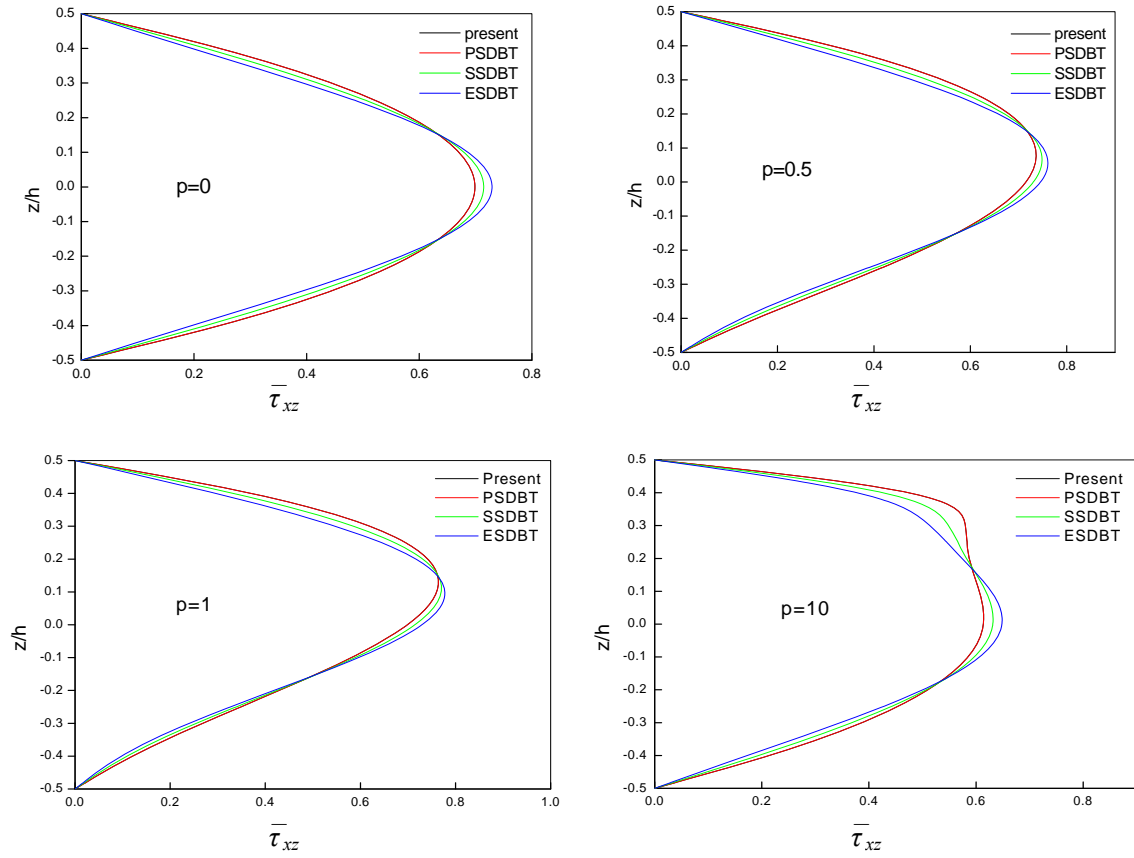 0.5
0.4
0.3
0.2
0.1
0.0
-0.1
-0.2
-0.3
-0.4
-0.5
z/h
present
PSDBT
SSDBT
ESDBT
p=0
0.0 0.2 0.4 0.6 0.8
τ̅xz
0.5
0.4
0.3
0.2
0.1
0.0
-0.1
-0.2
-0.3
-0.4
-0.5
z/h
present
PSDBT
SSDBT
ESDBT
p=0.5
0.0 0.2 0.4 0.6 0.8
τ̅xz
0.5
0.4
0.3
0.2
0.1
0.0
-0.1
-0.2
-0.3
-0.4
-0.5
z/h
Present
PSDBT
SSDBT
ESDBT
p=1
0.0 0.2 0.4 0.6 0.8 1.0
τ̅xz
0.5
0.4
0.3
0.2
0.1
0.0
-0.1
-0.2
-0.3
-0.4
-0.5
z/h
Present
PSDBT
SSDBT
ESDBT
p=10
0.0 0.2 0.4 0.6 0.8
τ̅xz